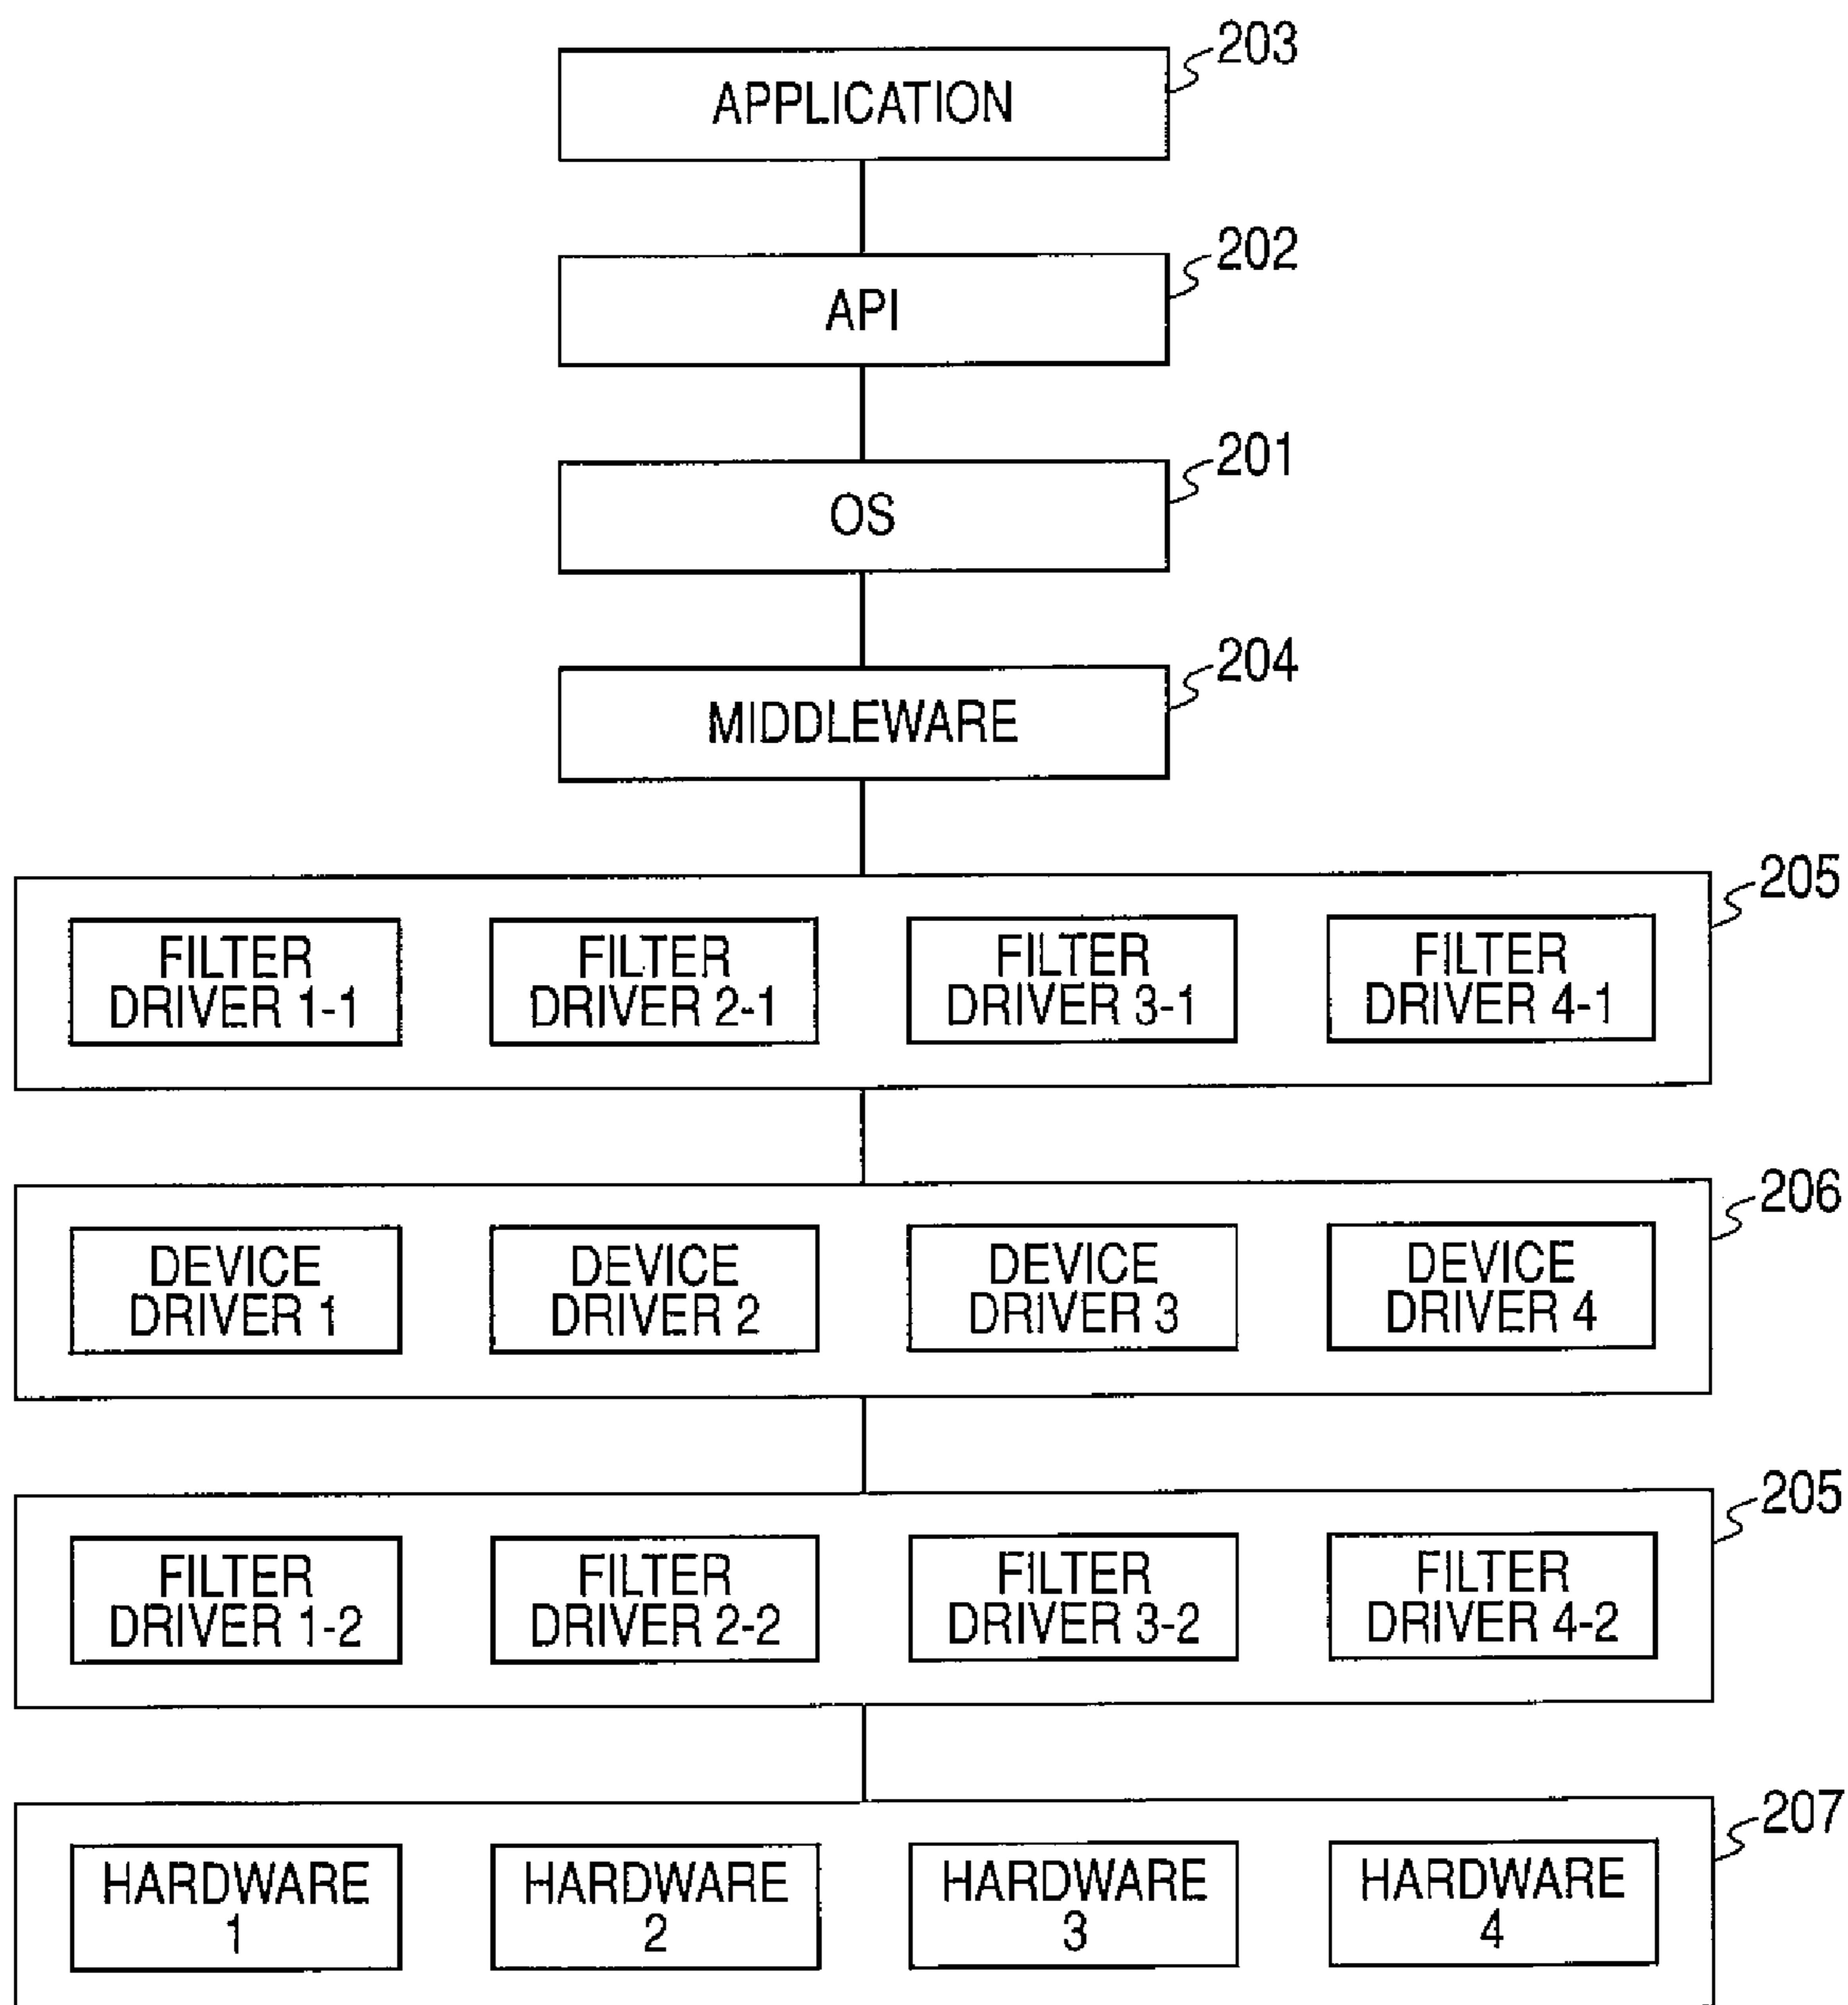 203
APPLICATION
202
API
201
OS
204
MIDDLEWARE
205
FILTER
DRIVER 1-1
FILTER
DRIVER 2-1
FILTER
DRIVER 3-1
FILTER
DRIVER 4-1
206
DEVICE
DRIVER 1
DEVICE
DRIVER 2
DEVICE
DRIVER 3
DEVICE
DRIVER 4
205
FILTER
DRIVER 1-2
FILTER
DRIVER 2-2
FILTER
DRIVER 3-2
FILTER
DRIVER 4-2
207
HARDWARE
1
HARDWARE
2
HARDWARE
3
HARDWARE
4